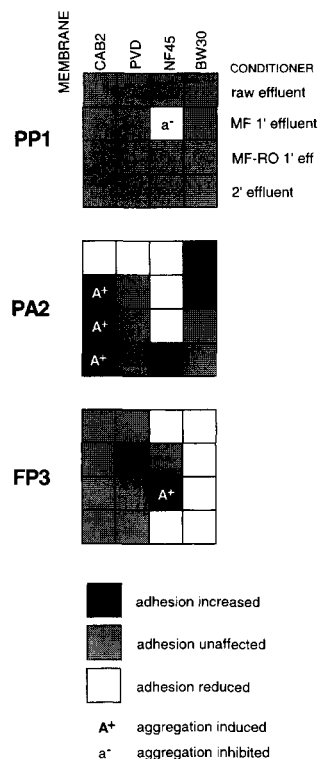 MEMBRANE CAB2 PVD NF45 BW30
CONDITIONER
raw effluent
PP1
a- MF 1' effluent
MF-RO 1' eff
2' effluent
PA2
A+
A+
A+
FP3
A+
adhesion increased
adhesion unaffected
adhesion reduced
A+ aggregation induced
a- aggregation inhibited